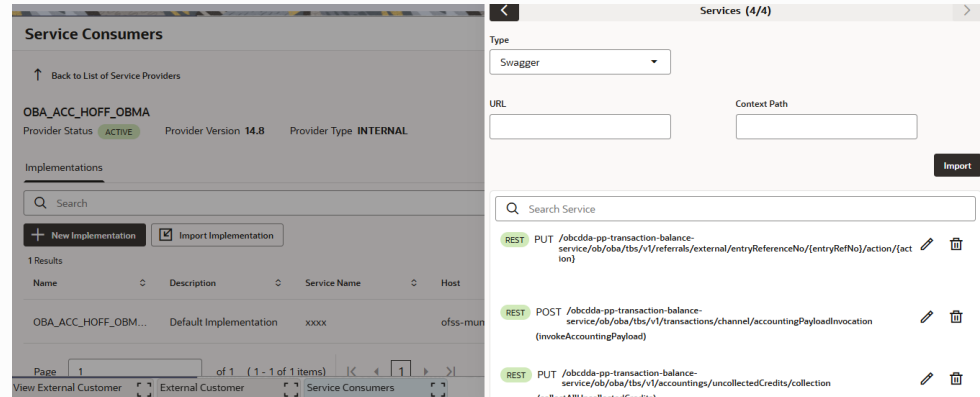 Service Consumers
Back to List of Service Providers
OBA_ACC_HOFF_OBMA
Provider Status ACTIVE Provider Version 14.8 Provider Type INTERNAL
Implementations
Search
New Implementation Import Implementation
1 Results
Name Description Service Name Host
OBA_ACC_HOFF_OBM... Default Implementation xxxx ofss-mun
Page 1 of 1 (1 - 1 of 1 items) 1
View External Customer External Customer Service Consumers
Services (4/4)
Type
Swagger
URL Context Path
Import
Search Service
REST PUT /obcdda-pp-transaction-balance-
service/ob/oba/tbs/v1/referrals/external/entryReferenceNo/{entryRefNo}/action/{act
ion}
REST POST /obcdda-pp-transaction-balance-
service/ob/oba/tbs/v1/transactions/channel/accountingPayloadInvocation
(invokeAccountingPayload)
REST PUT /obcdda-pp-transaction-balance-
service/ob/oba/tbs/v1/accountings/uncollectedCredits/collection